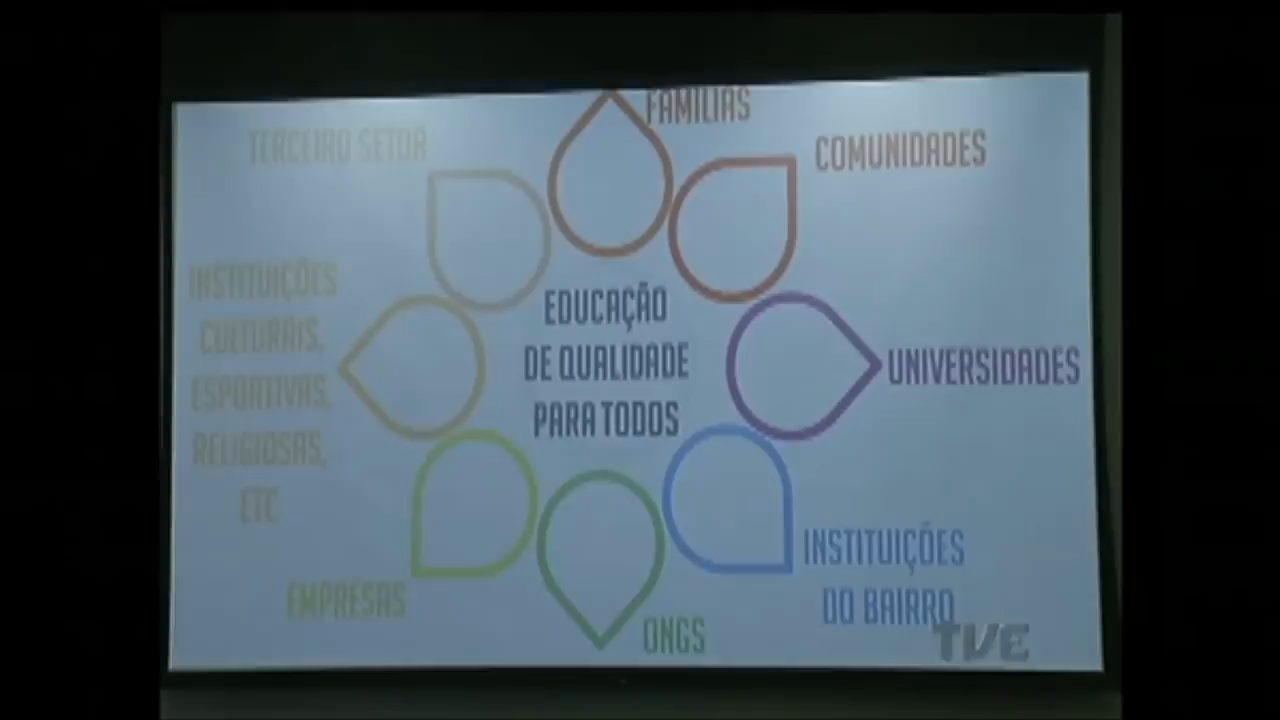 FAMÍLIAS
TERCEIRO SETOR
COMUNIDADES
INSTITUIÇÕES
CULTURAIS,
ESPORTIVAS,
RELIGIOSAS,
ETC
EDUCAÇÃO
DE QUALIDADE
PARA TODOS
UNIVERSIDADES
INSTITUIÇÕES
DO BAIRRO
EMPRESAS
ONGS
TVE